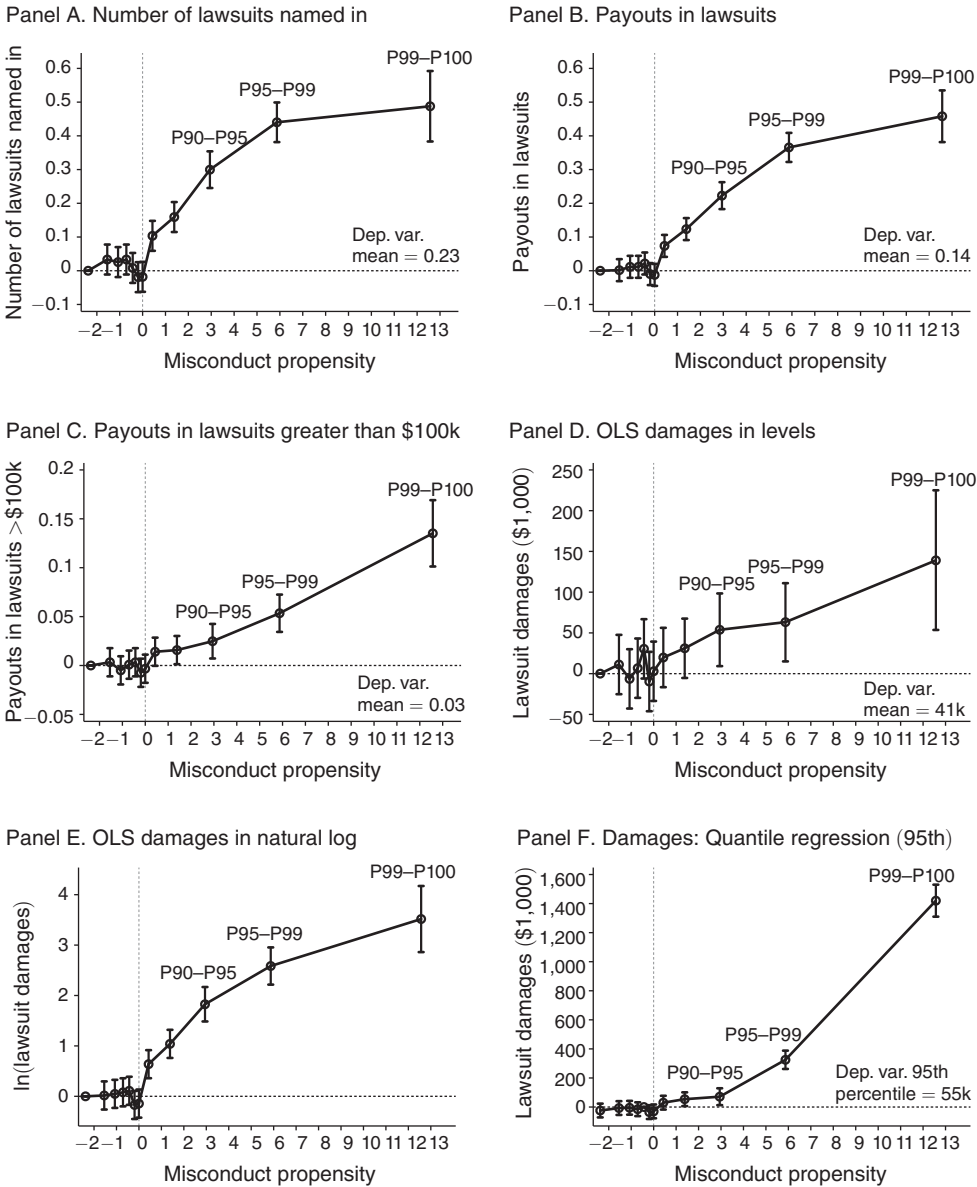 Panel A. Number of lawsuits named in
Number of lawsuits named in
0.6
0.5
0.4
0.3
0.2
0.1
0
−0.1
P90–P95
P95–P99
P99–P100
Dep. var.
mean = 0.23
−2 −1 0 1 2 3 4 5 6 7 8 9 10 11 12 13
Misconduct propensity
Panel B. Payouts in lawsuits
Payouts in lawsuits
0.6
0.5
0.4
0.3
0.2
0.1
0
−0.1
P90–P95
P95–P99
P99–P100
Dep. var.
mean = 0.14
−2 −1 0 1 2 3 4 5 6 7 8 9 10 11 12 13
Misconduct propensity
Panel C. Payouts in lawsuits greater than $100k
Payouts in lawsuits >$100k
0.2
0.15
0.1
0.05
0
−0.05
P90–P95
P95–P99
P99–P100
Dep. var.
mean = 0.03
−2 −1 0 1 2 3 4 5 6 7 8 9 10 11 12 13
Misconduct propensity
Panel D. OLS damages in levels
Lawsuit damages ($1,000)
250
200
150
100
50
0
−50
P90–P95
P95–P99
P99–P100
Dep. var.
mean = 41k
−2 −1 0 1 2 3 4 5 6 7 8 9 10 11 12 13
Misconduct propensity
Panel E. OLS damages in natural log
ln(lawsuit damages)
4
3
2
1
0
P90–P95
P95–P99
P99–P100
−2 −1 0 1 2 3 4 5 6 7 8 9 10 11 12 13
Misconduct propensity
Panel F. Damages: Quantile regression (95th)
Lawsuit damages ($1,000)
1,600
1,400
1,200
1,000
800
600
400
200
0
P90–P95
P95–P99
P99–P100
Dep. var. 95th
percentile = 55k
−2 −1 0 1 2 3 4 5 6 7 8 9 10 11 12 13
Misconduct propensity